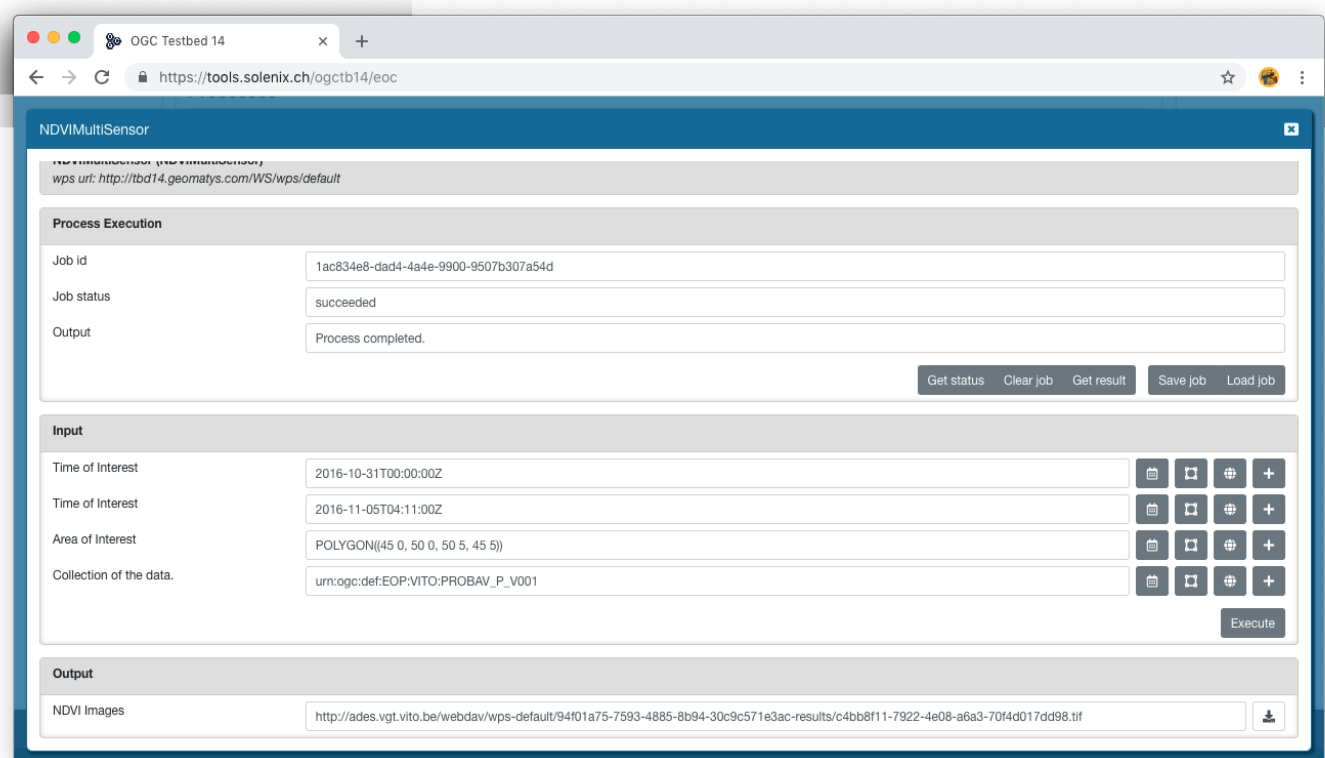 OGC Testbed 14
https://tools.solenix.ch/ogctb14/eoc
NDVIMultiSensor
NDVIMultiSensor (NDVIMultiSensor)
wps url: http://tbd14.geomatys.com/WS/wps/default
Process Execution
Job id
1ac834e8-dad4-4a4e-9900-9507b307a54d
Job status
succeeded
Output
Process completed.
Get status Clear job Get result Save job Load job
Input
Time of Interest
2016-10-31T00:00:00Z
Time of Interest
2016-11-05T04:11:00Z
Area of Interest
POLYGON((45 0, 50 0, 50 5, 45 5))
Collection of the data.
urn:ogc:def:EOP:VITO:PROBAV_P_V001
Execute
Output
NDVI Images
http://ades.vgt.vito.be/webdav/wps-default/94f01a75-7593-4885-8b94-30c9c571e3ac-results/c4bb8f11-7922-4e08-a6a3-70f4d017dd98.tif